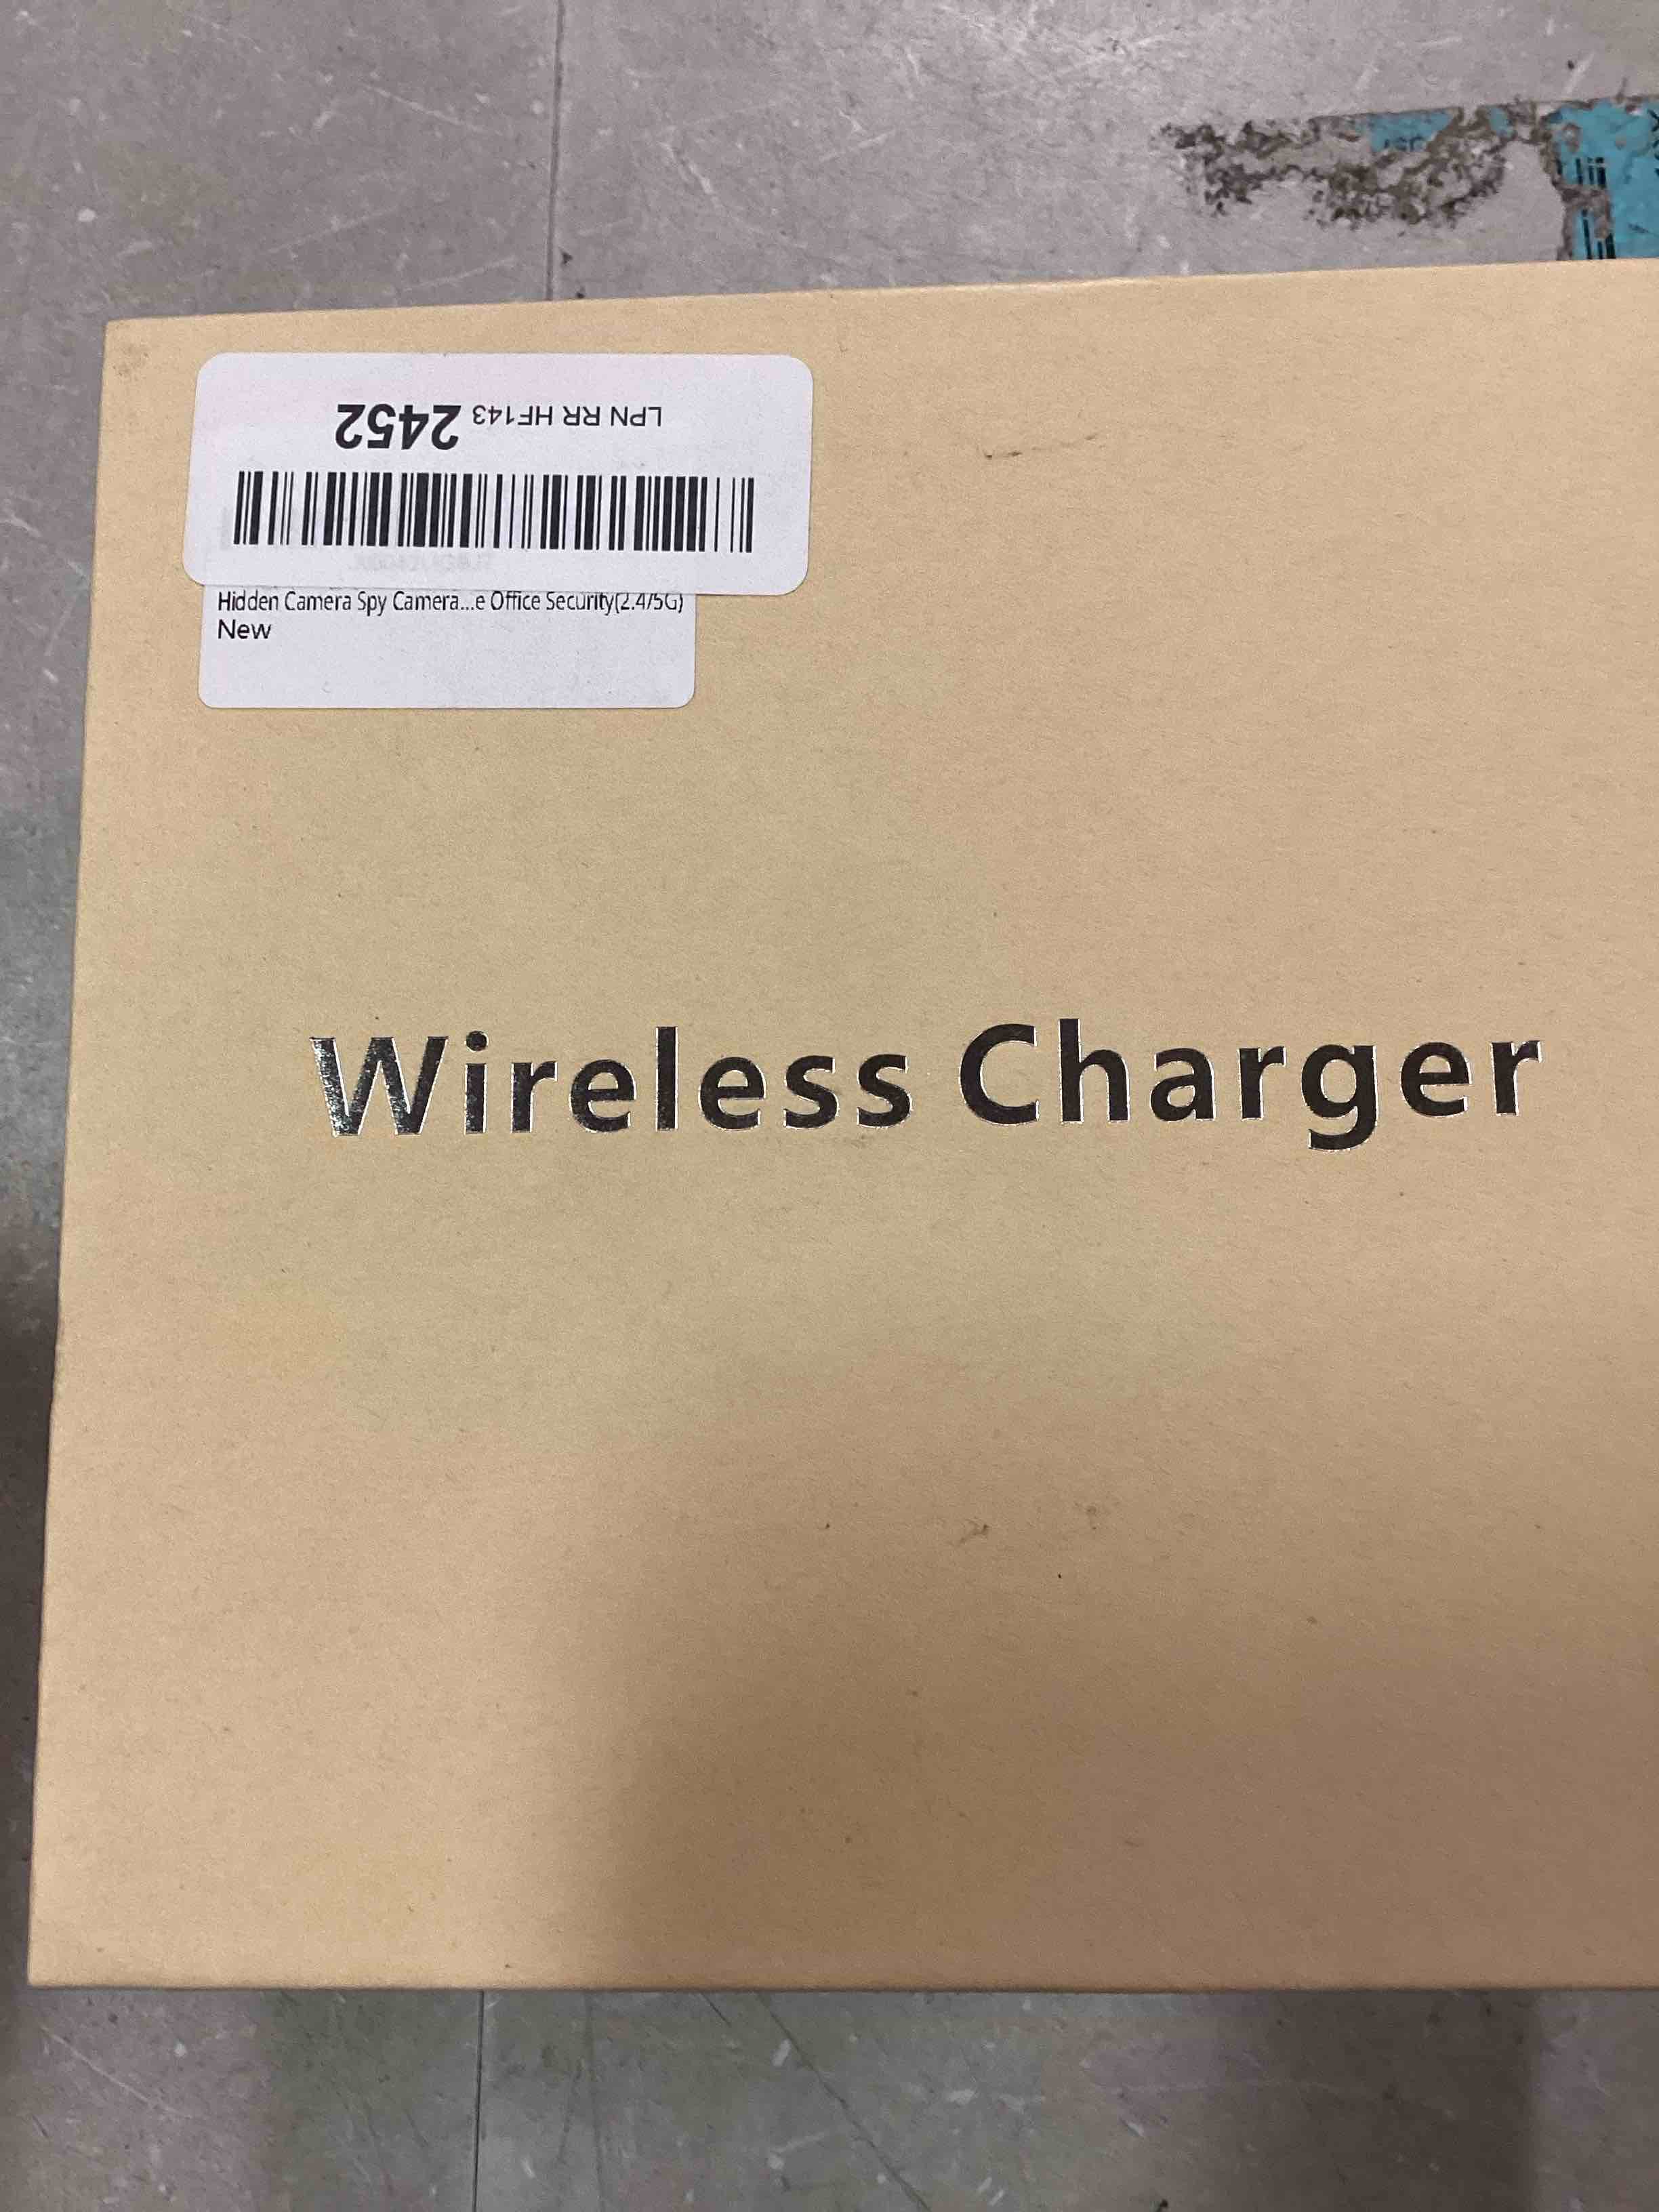 LPN RR HF143 2452
Hidden Camera Spy Camera...e Office Security(2.4/5G)
New
Wireless Charger